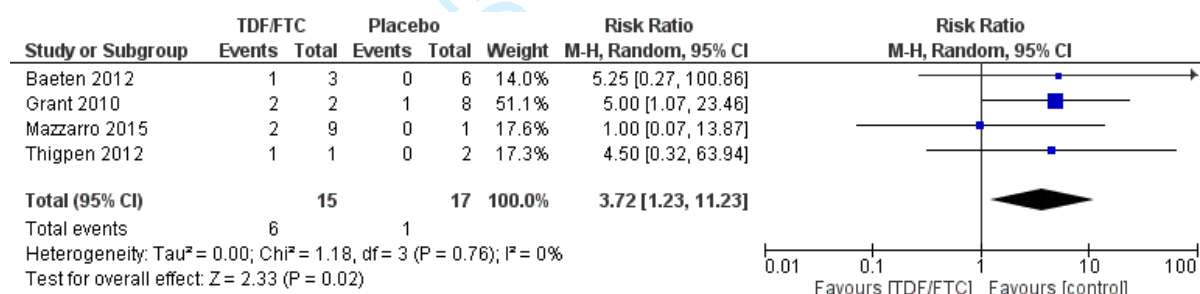 TDF/FTC Placebo Risk Ratio Risk Ratio
Study or Subgroup Events Total Events Total Weight M-H, Random, 95% CI M-H, Random, 95% CI
Baeten 2012 1 3 0 6 14.0% 5.25 [0.27, 100.86]
Grant 2010 2 2 1 8 51.1% 5.00 [1.07, 23.46]
Mazzarro 2015 2 9 0 1 17.6% 1.00 [0.07, 13.87]
Thigpen 2012 1 1 0 2 17.3% 4.50 [0.32, 63.94]
Total (95% CI) 15 17 100.0% 3.72 [1.23, 11.23]
Total events 6 1
Heterogeneity: Tau² = 0.00; Chi² = 1.18, df = 3 (P = 0.76); I² = 0%
Test for overall effect: Z = 2.33 (P = 0.02)
0.01 0.1 1 10 100
Favours [TDF/FTC] Favours [control]